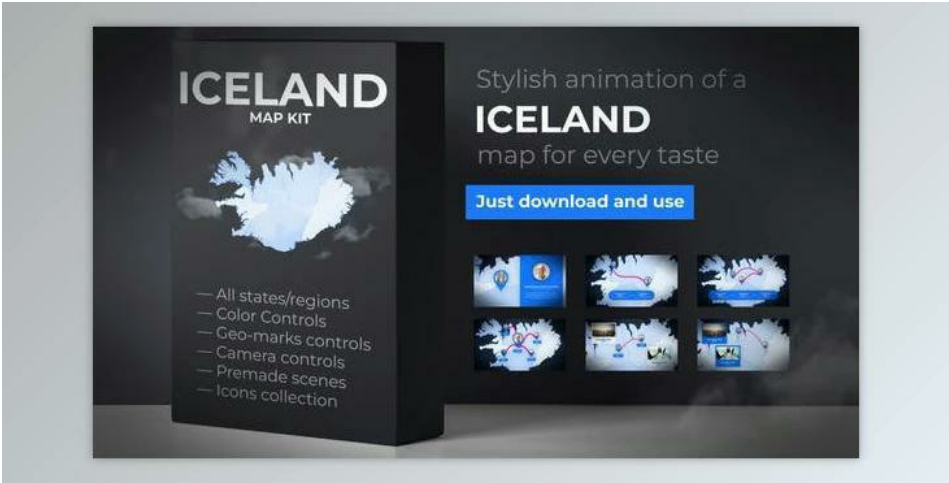 ICELAND
MAP KIT
— All states/regions
— Color Controls
— Geo-marks controls
— Camera controls
— Premade scenes
— Icons collection
Stylish animation of a
ICELAND
map for every taste
Just download and use